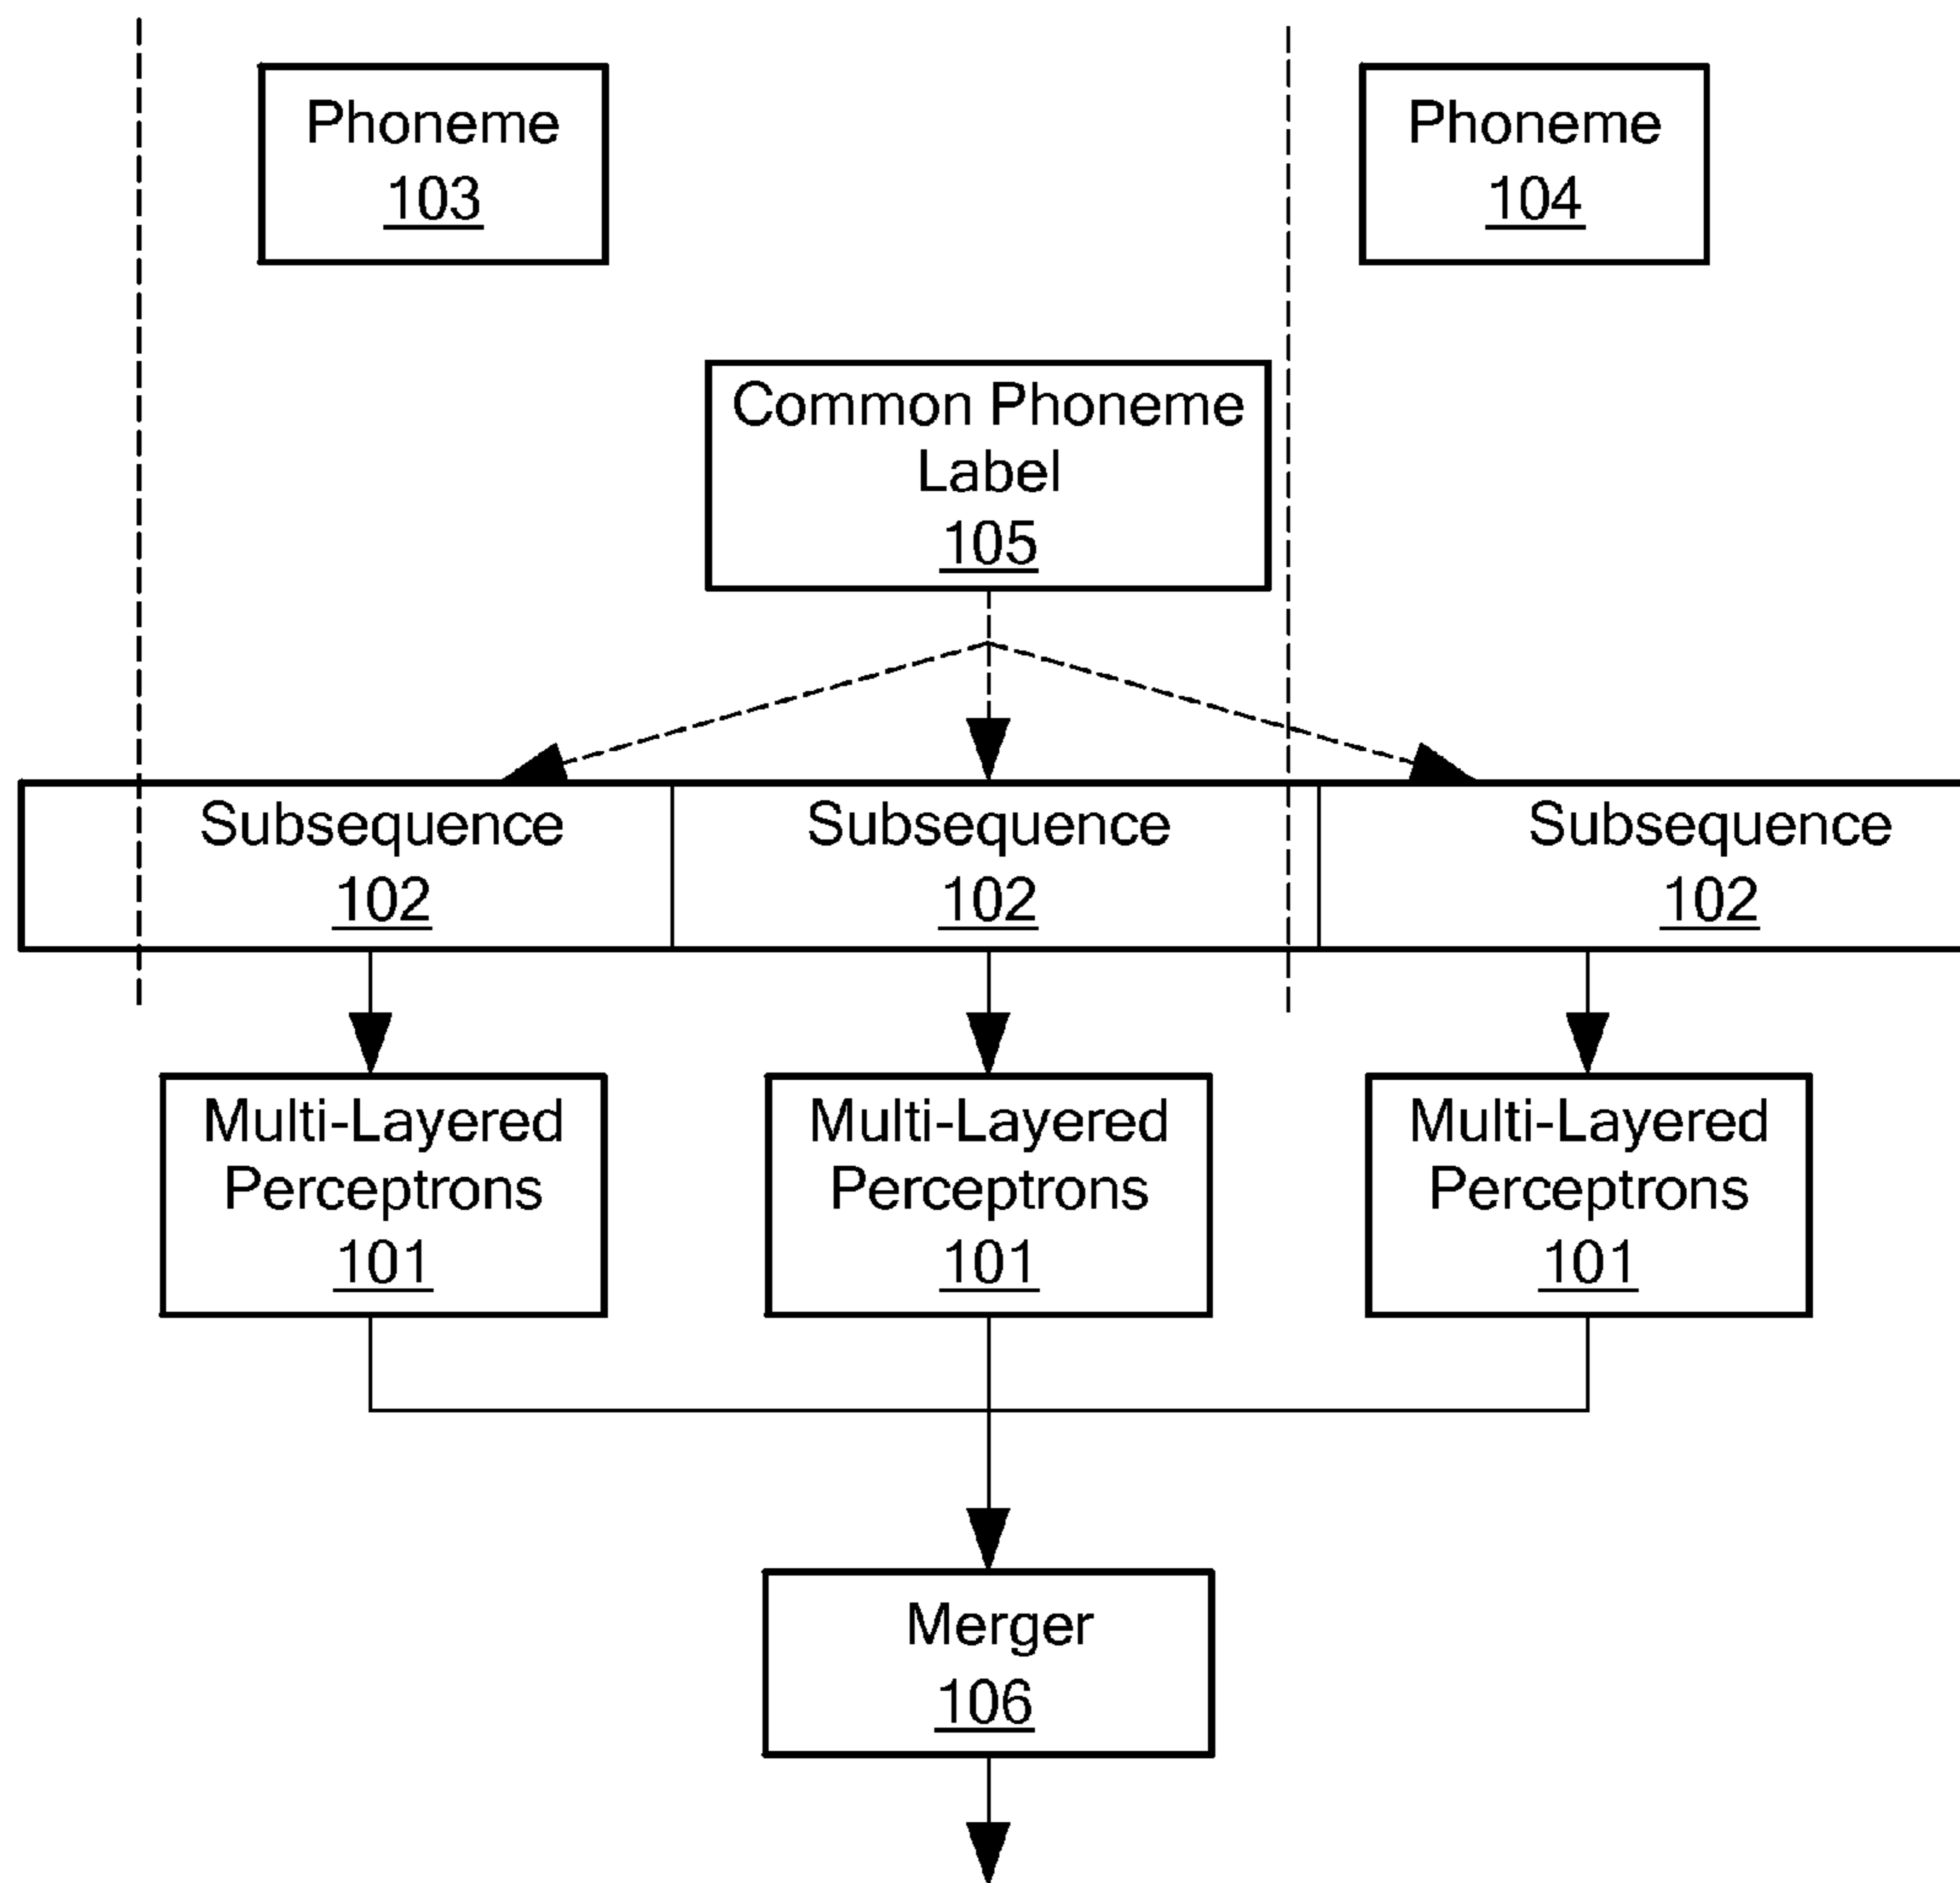 Phoneme
103
Phoneme
104
Common Phoneme
Label
105
Subsequence
102
Subsequence
102
Subsequence
102
Multi-Layered
Perceptrons
101
Multi-Layered
Perceptrons
101
Multi-Layered
Perceptrons
101
Merger
106